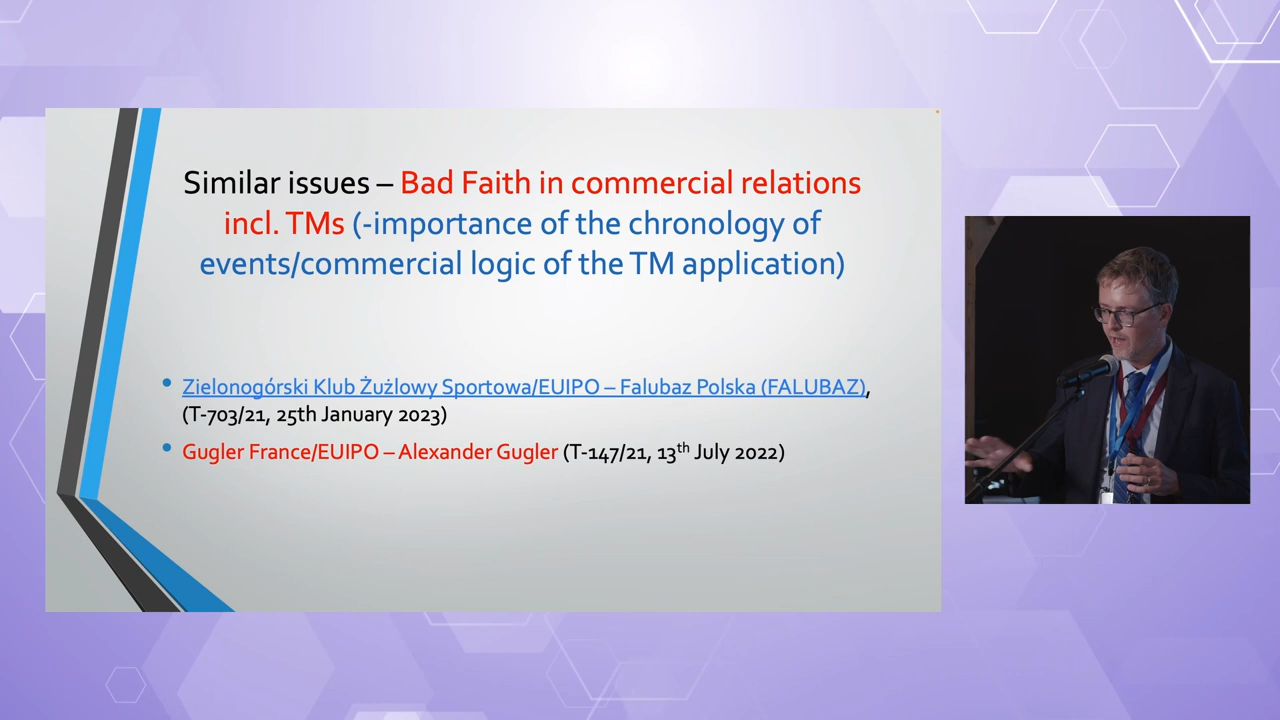 Similar issues – Bad Faith in commercial relations
incl. TMs (-importance of the chronology of
events/commercial logic of the TM application)
• Zielonogórski Klub Żużlowy Sportowa/EUIPO – Falubaz Polska (FALUBAZ),
(T-703/21, 25th January 2023)
• Gugler France/EUIPO – Alexander Gugler (T-147/21, 13th July 2022)